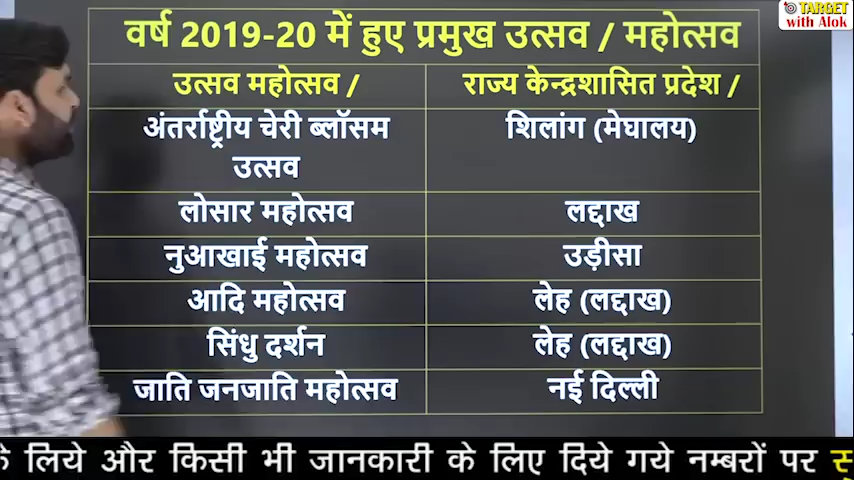 TARGET
with Alok
वर्ष 2019-20 में हुए प्रमुख उत्सव / महोत्सव
उत्सव महोत्सव /
राज्य केन्द्रशासित प्रदेश /
अंतर्राष्ट्रीय चेरी ब्लॉसम
उत्सव
शिलांग (मेघालय)
लोसार महोत्सव
लद्दाख
नुआखाई महोत्सव
उड़ीसा
आदि महोत्सव
लेह (लद्दाख)
सिंधु दर्शन
लेह (लद्दाख)
जाति जनजाति महोत्सव
नई दिल्ली
के लिये और किसी भी जानकारी के लिए दिये गये नम्बरों पर